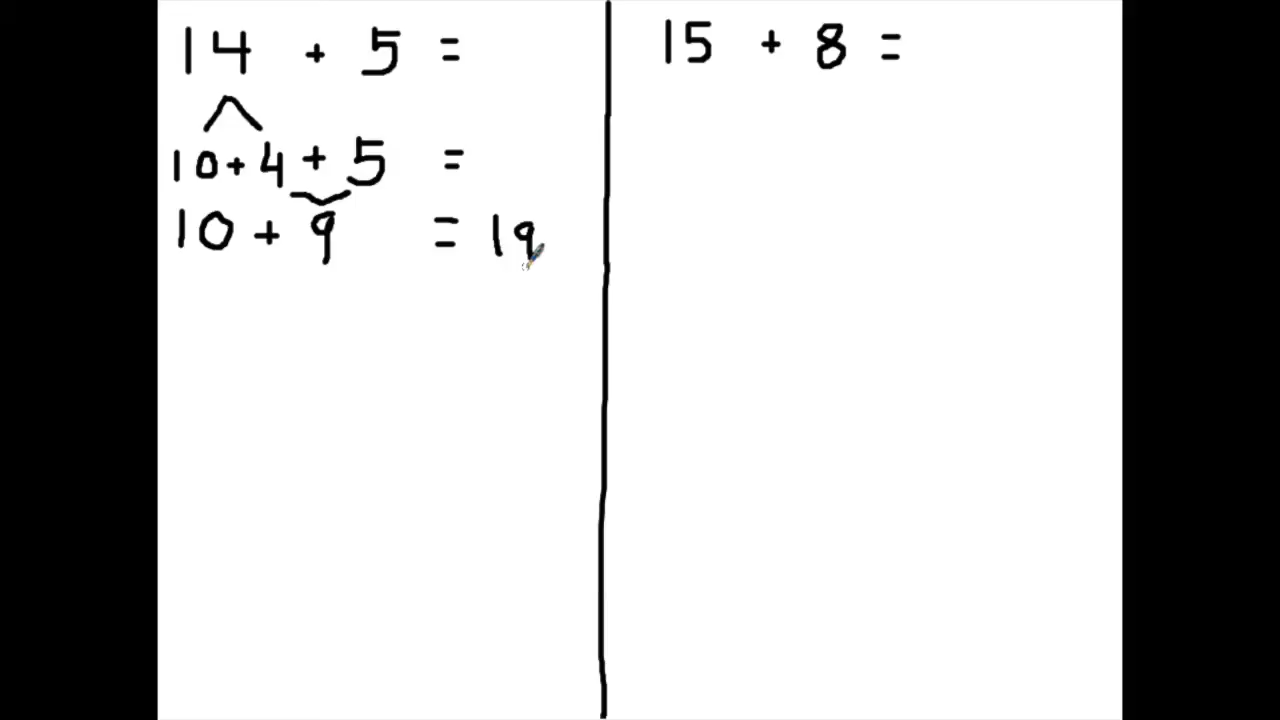 14 + 5 =
10+4 + 5 =
10 + 9 = 19
15 + 8 =